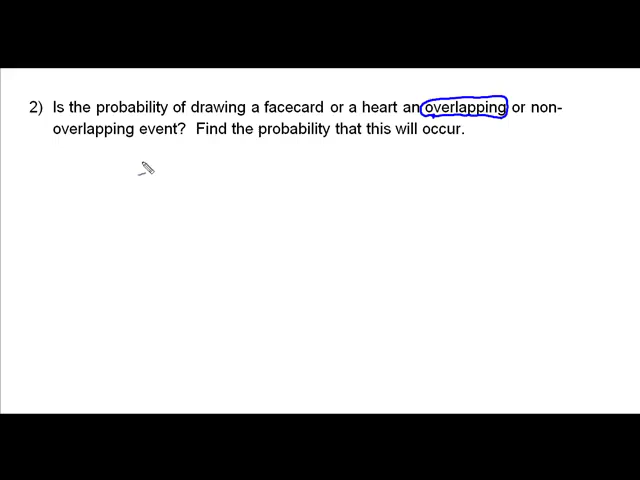 2) Is the probability of drawing a facecard or a heart an overlapping or non-
overlapping event? Find the probability that this will occur.